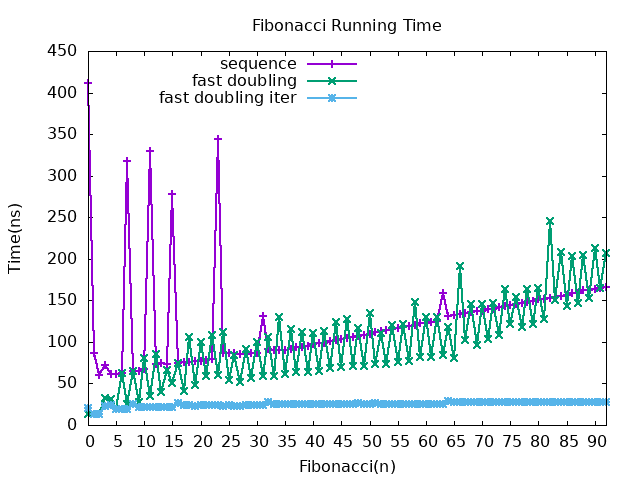 Fibonacci Running Time
450
400
350
300
250
200
150
100
50
0
Time(ns)
sequence
fast doubling
fast doubling iter
0 5 10 15 20 25 30 35 40 45 50 55 60 65 70 75 80 85 90
Fibonacci(n)